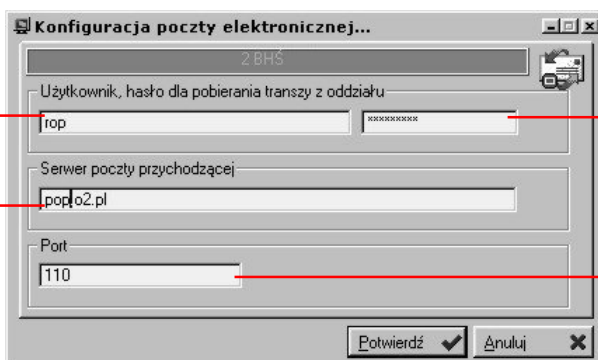 Konfiguracja poczty elektronicznej...
2 BHŚ
Użytkownik, hasło dla pobierania transzy z oddziału
rop
*********
Serwer poczty przychodzącej
pop.o2.pl
Port
110
Potwierdź
Anuluj